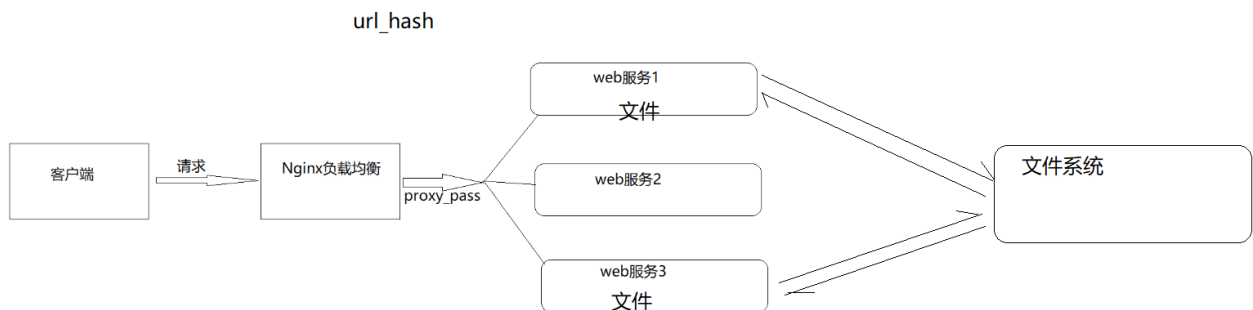 url_hash
客户端
请求
Nginx负载均衡
proxy_pass
web服务1
文件
web服务2
web服务3
文件
文件系统